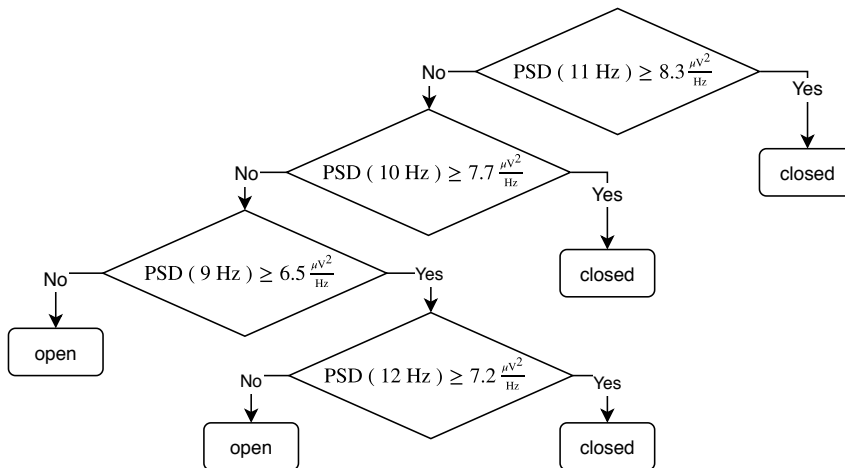 PSD ( 11 Hz ) ≥ 8.3 μV²/Hz
No
Yes
closed
PSD ( 10 Hz ) ≥ 7.7 μV²/Hz
No
Yes
closed
PSD ( 9 Hz ) ≥ 6.5 μV²/Hz
No
Yes
open
PSD ( 12 Hz ) ≥ 7.2 μV²/Hz
No
Yes
open
closed